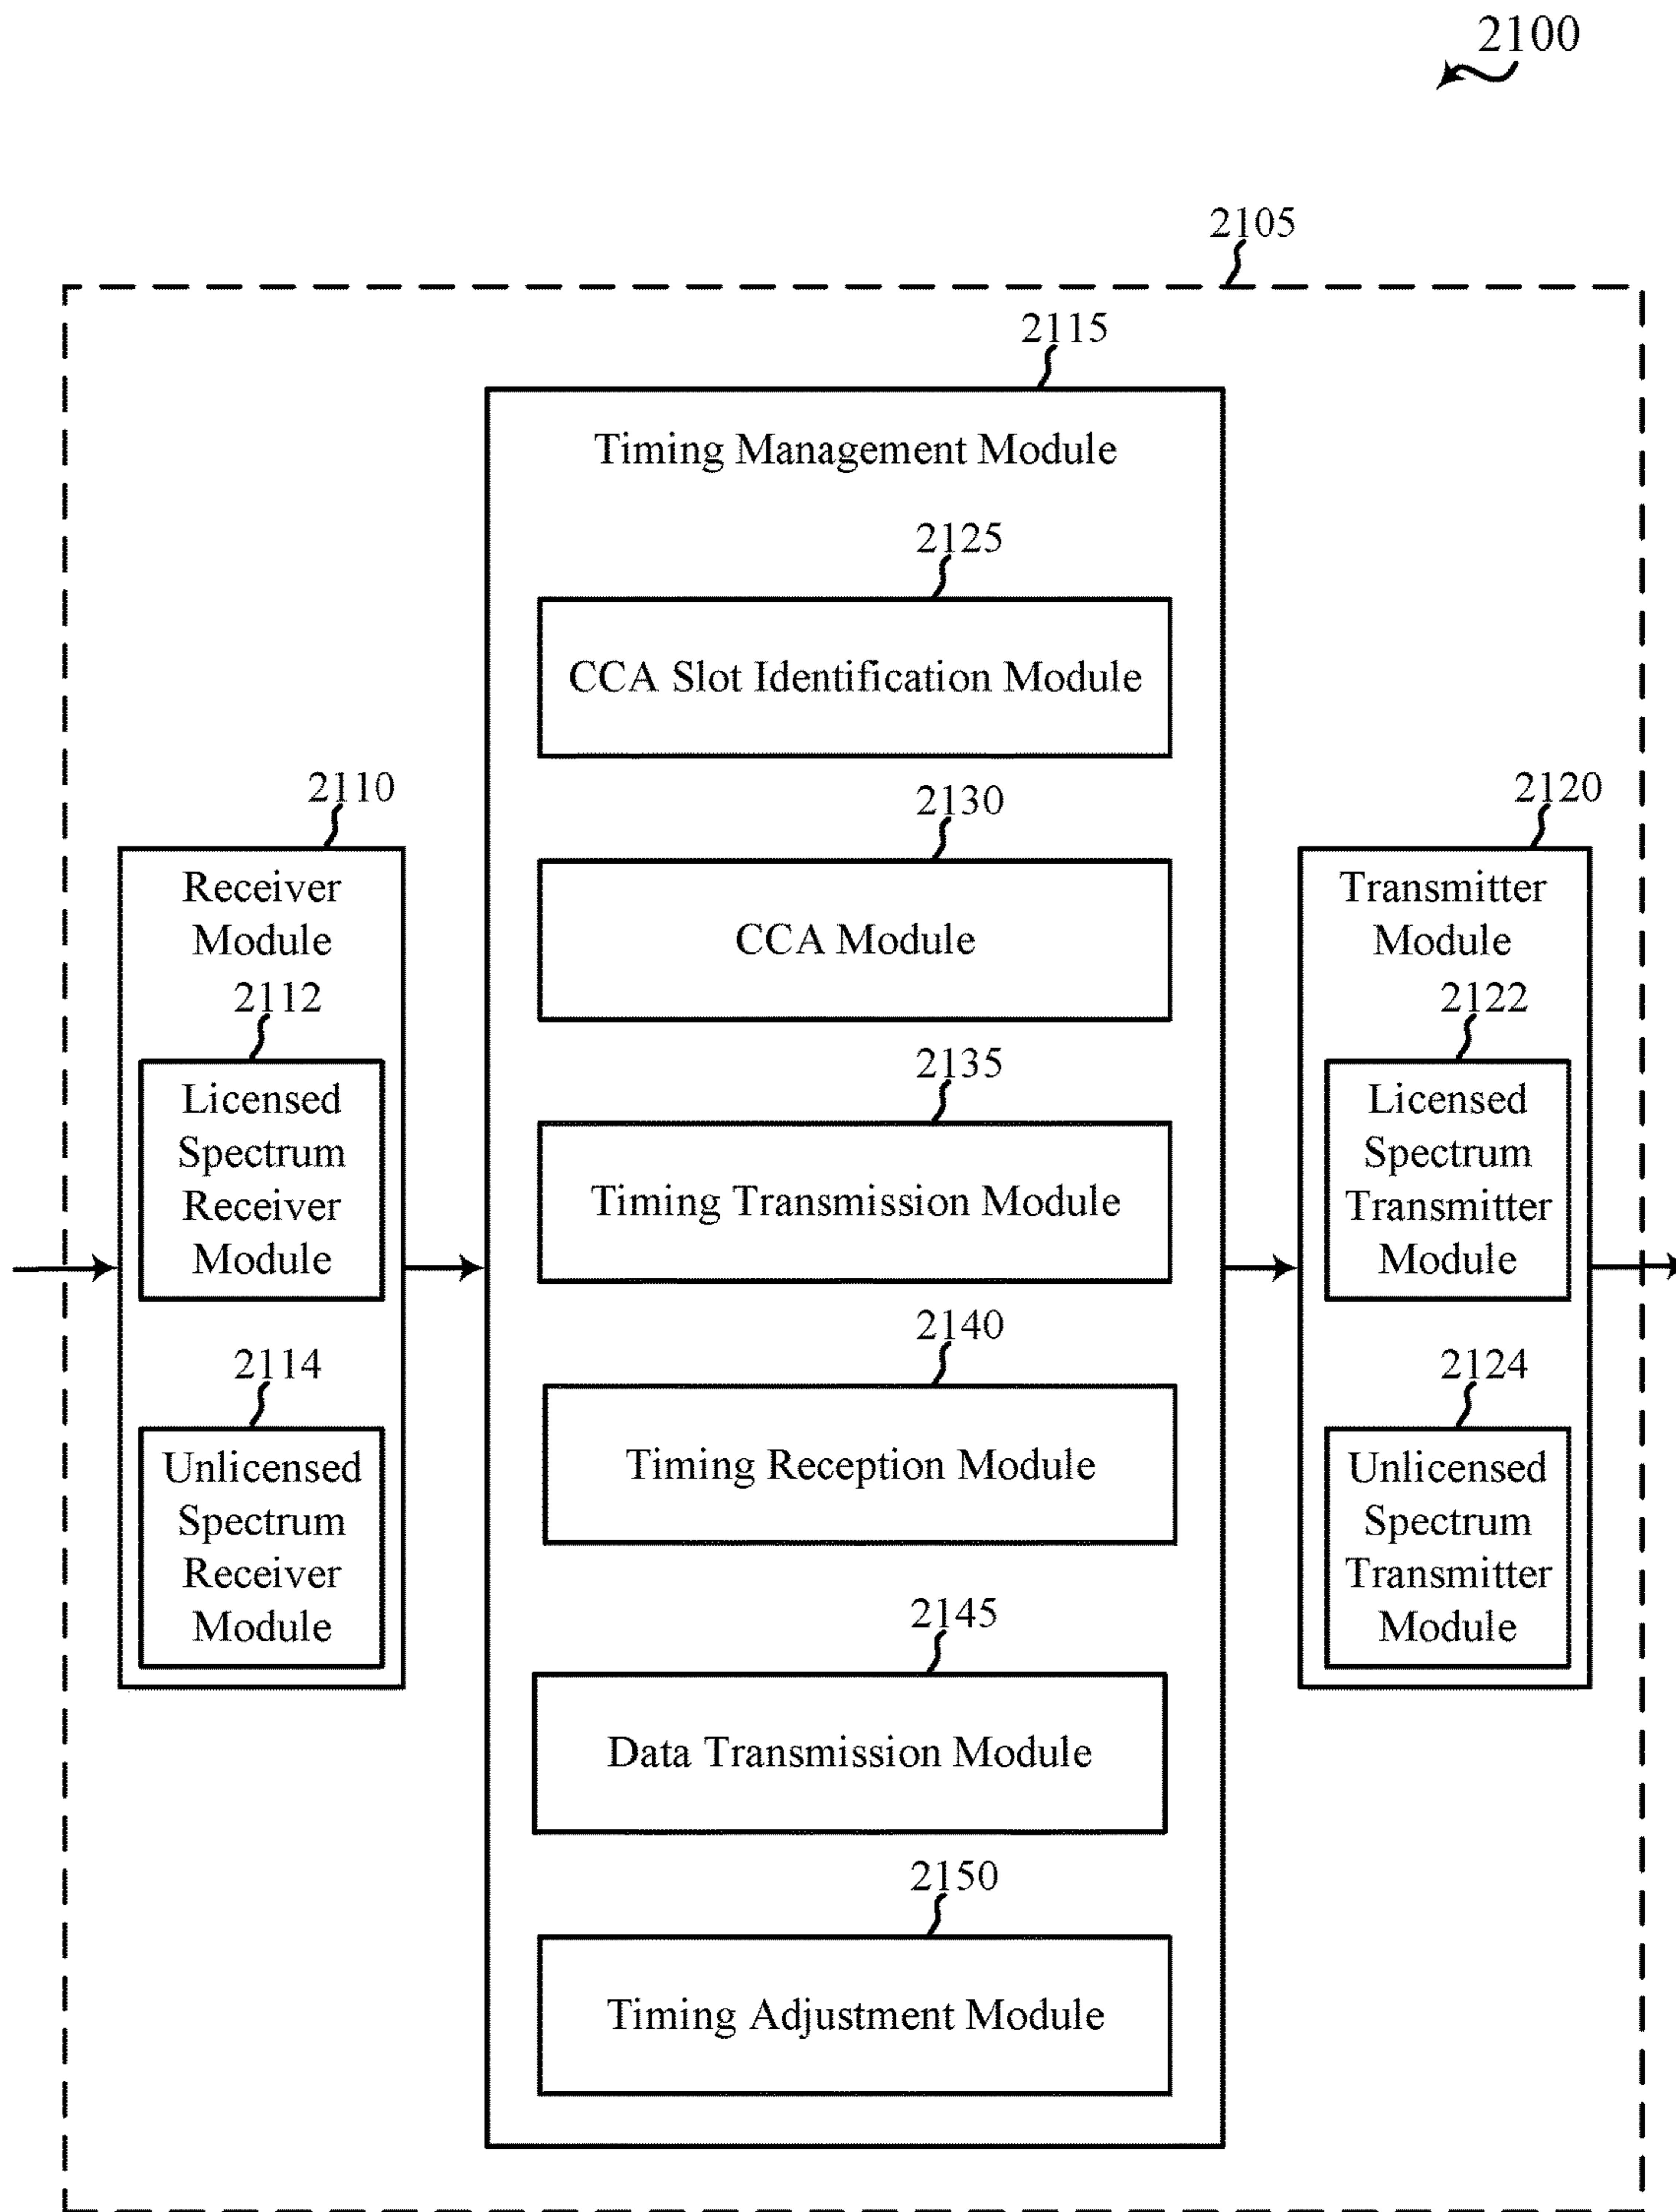 2100
2105
2115
Timing Management Module
2125
CCA Slot Identification Module
2110
2130
2120
Receiver
Module
CCA Module
Transmitter
Module
2112
2122
Licensed
Spectrum
Receiver
Module
2135
Timing Transmission Module
Licensed
Spectrum
Transmitter
Module
2114
2140
2124
Unlicensed
Spectrum
Receiver
Module
Timing Reception Module
Unlicensed
Spectrum
Transmitter
Module
2145
Data Transmission Module
2150
Timing Adjustment Module